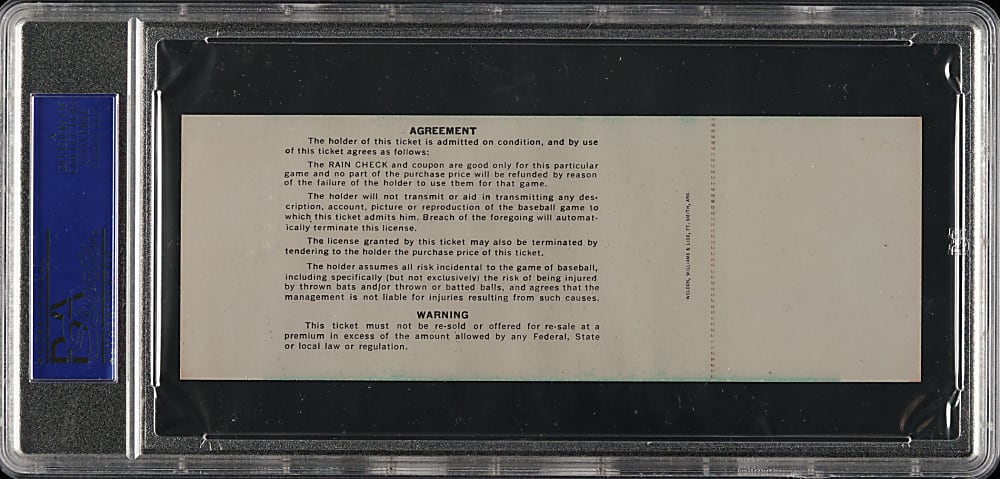 AGREEMENT
The holder of this ticket is admitted on condition, and by use
of this ticket agrees as follows:
The RAIN CHECK and coupon are good only for this particular
game and no part of the purchase price will be refunded by reason
of the failure of the holder to use them for that game.
The holder will not transmit or aid in transmitting any des-
cription, account, picture or reproduction of the baseball game to
which this ticket admits him. Breach of the foregoing will automat-
ically terminate this license.
The license granted by this ticket may also be terminated by
tendering to the holder the purchase price of this ticket.
The holder assumes all risk incidental to the game of baseball,
including specifically (but not exclusively) the risk of being injured
by thrown bats and/or thrown or batted balls, and agrees that the
management is not liable for injuries resulting from such causes.
WARNING
This ticket must not be re-sold or offered for re-sale at a
premium in excess of the amount allowed by any Federal, State
or local law or regulation.
WELDON, WILLIAMS & LICK, FT. SMITH, ARK.
PSA